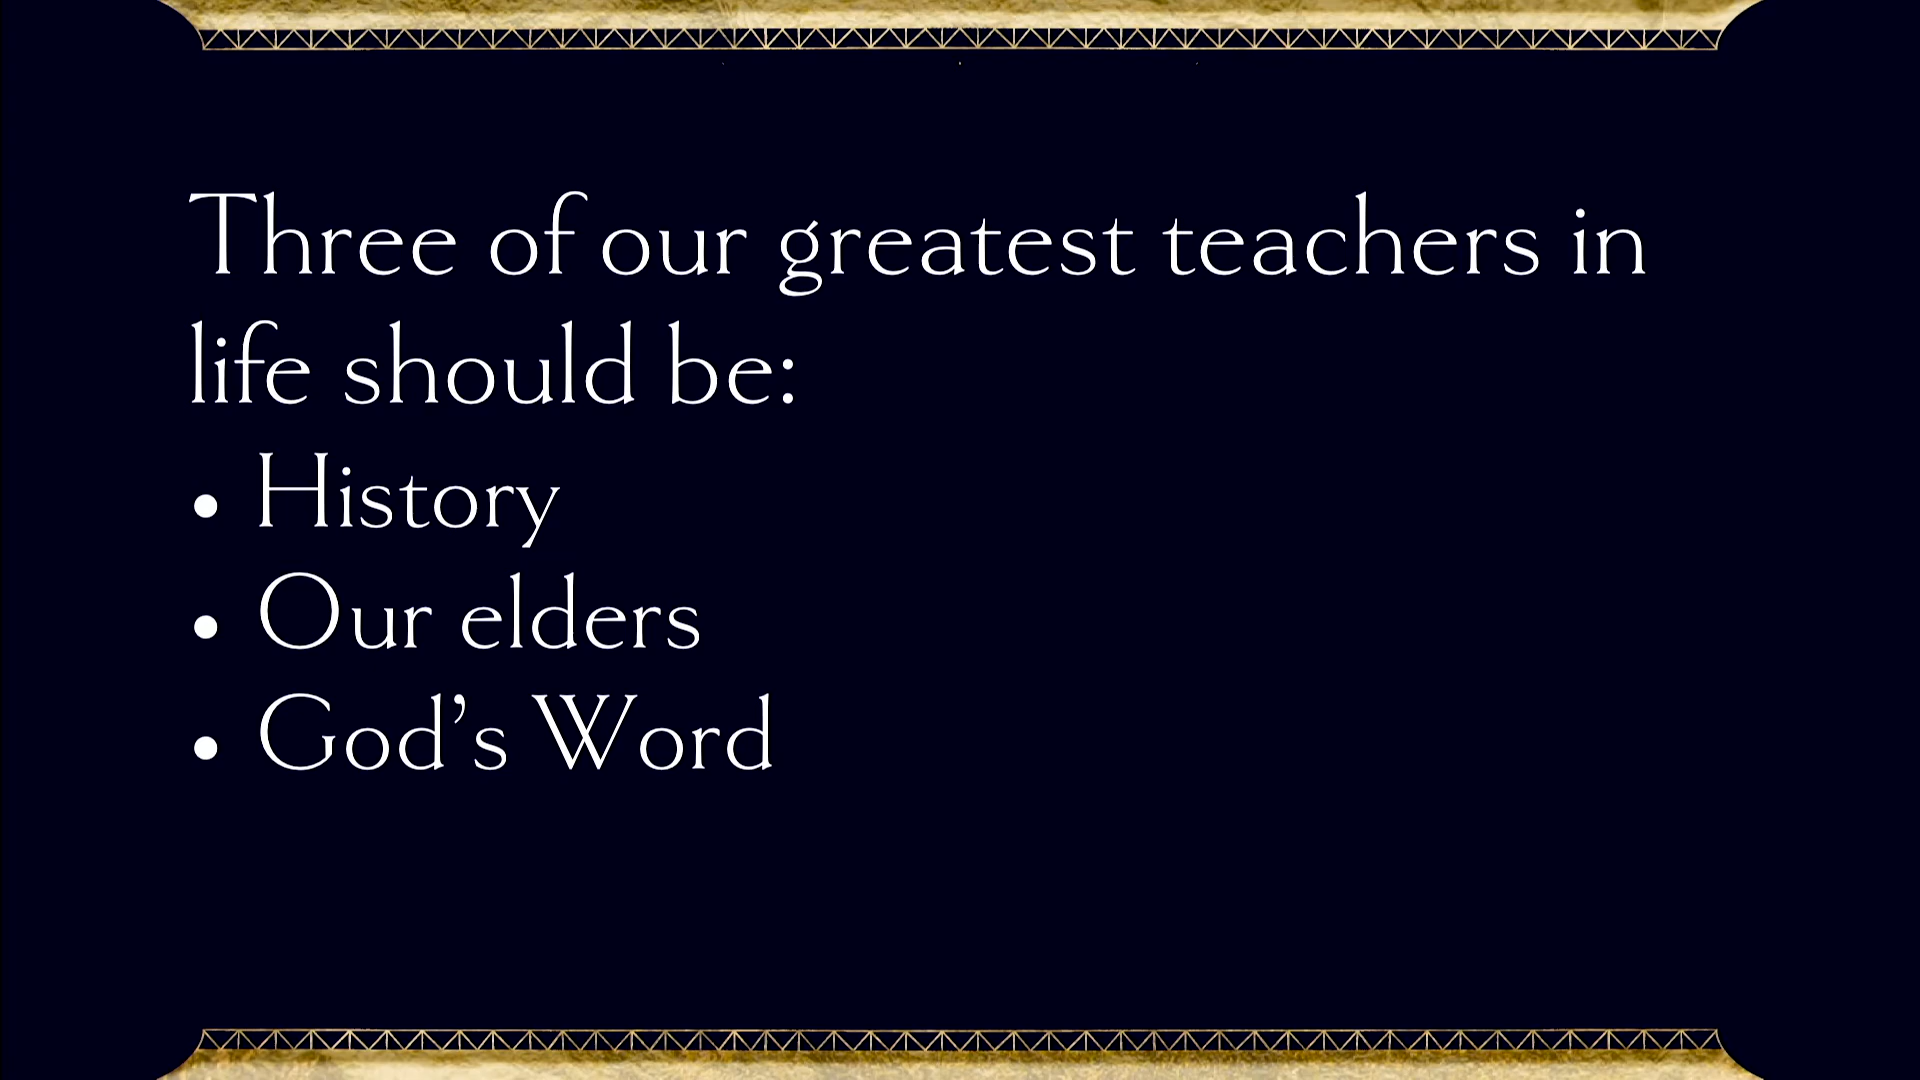 Three of our greatest teachers in
life should be:
• History
• Our elders
• God’s Word